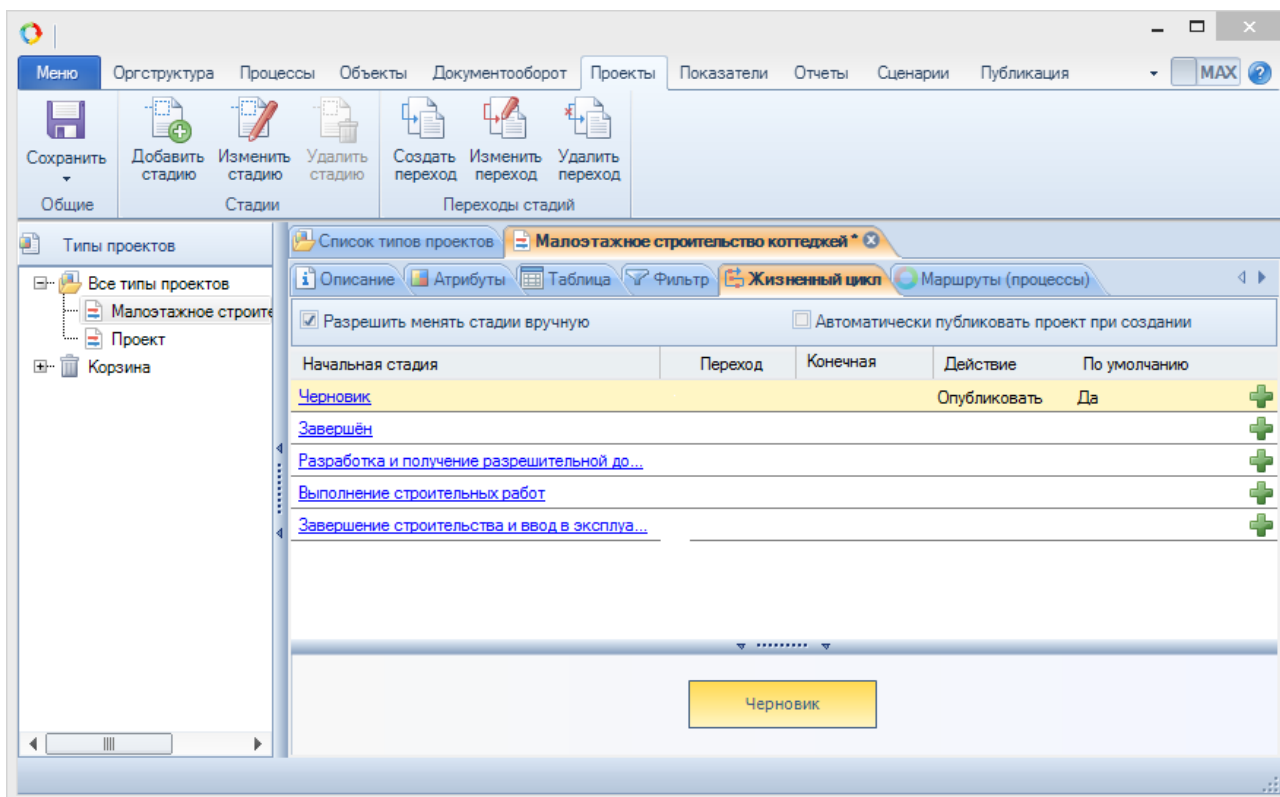 Меню Оргструктура Процессы Объекты Документооборот Проекты Показатели Отчеты Сценарии Публикация MAX
Сохранить Добавить стадию Изменить стадию Удалить стадию Создать переход Изменить переход Удалить переход
Общие Стадии Переходы стадий
Типы проектов
Все типы проектов
Малоэтажное строите
Проект
Корзина
Список типов проектов Малоэтажное строительство коттеджей *
Описание Атрибуты Таблица Фильтр Жизненный цикл Маршруты (процессы)
Разрешить менять стадии вручную Автоматически публиковать проект при создании
Начальная стадия Переход Конечная Действие По умолчанию
Черновик Опубликовать Да
Завершён
Разработка и получение разрешительной до...
Выполнение строительных работ
Завершение строительства и ввод в эксплуа...
Черновик